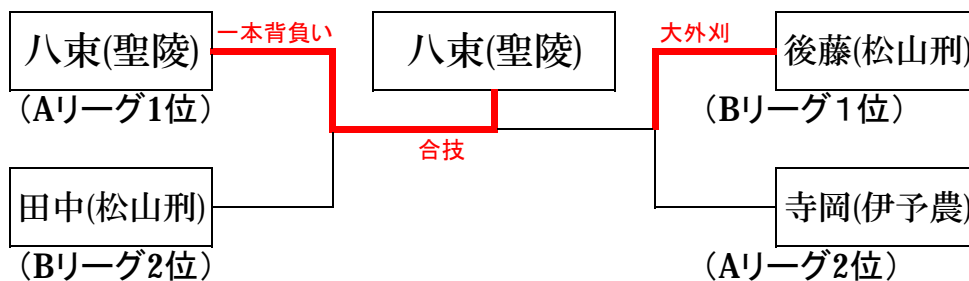 八束(聖陵)
一本背負い
八束(聖陵)
大外刈
後藤(松山刑)
(Aリーグ1位)
(Bリーグ１位)
合技
田中(松山刑)
寺岡(伊予農)
(Bリーグ2位)
(Aリーグ2位)